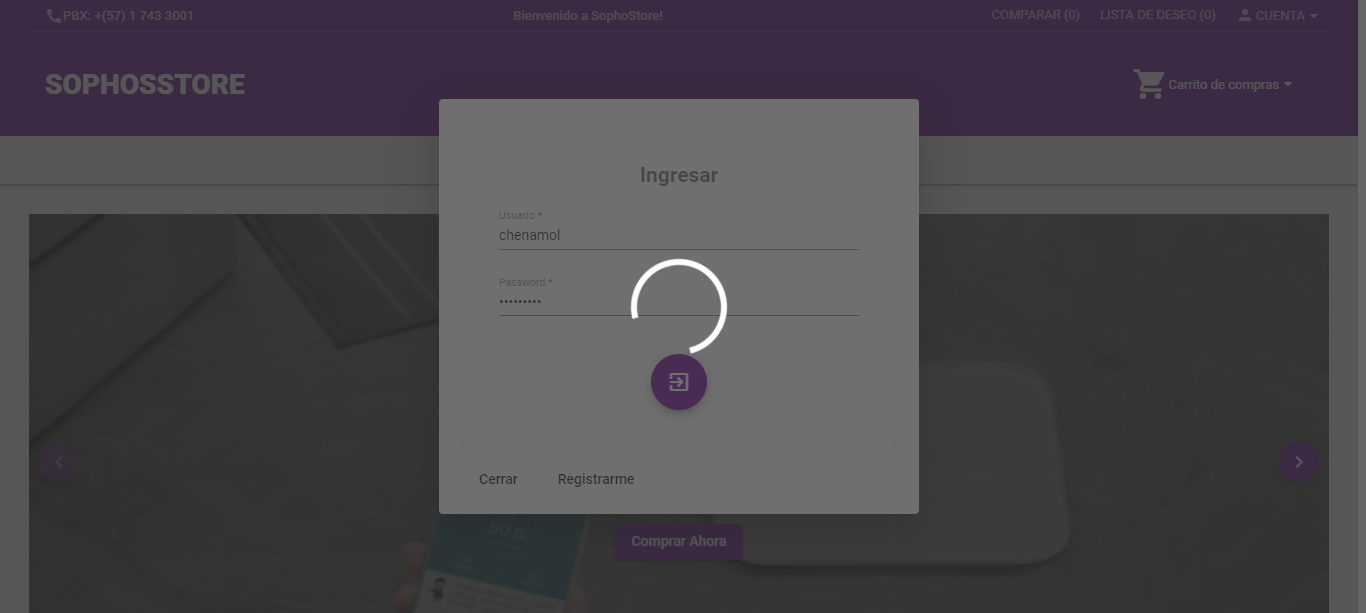 PBX: +(57) 1 743 3001
Bienvenido a SophoStore!
COMPARAR (0)
LISTA DE DESEO (0)
CUENTA
SOPHOSSTORE
Carrito de compras
Ingresar
Usuario *
chenamol
Password *
•••••••••
Cerrar
Registrarme
Comprar Ahora